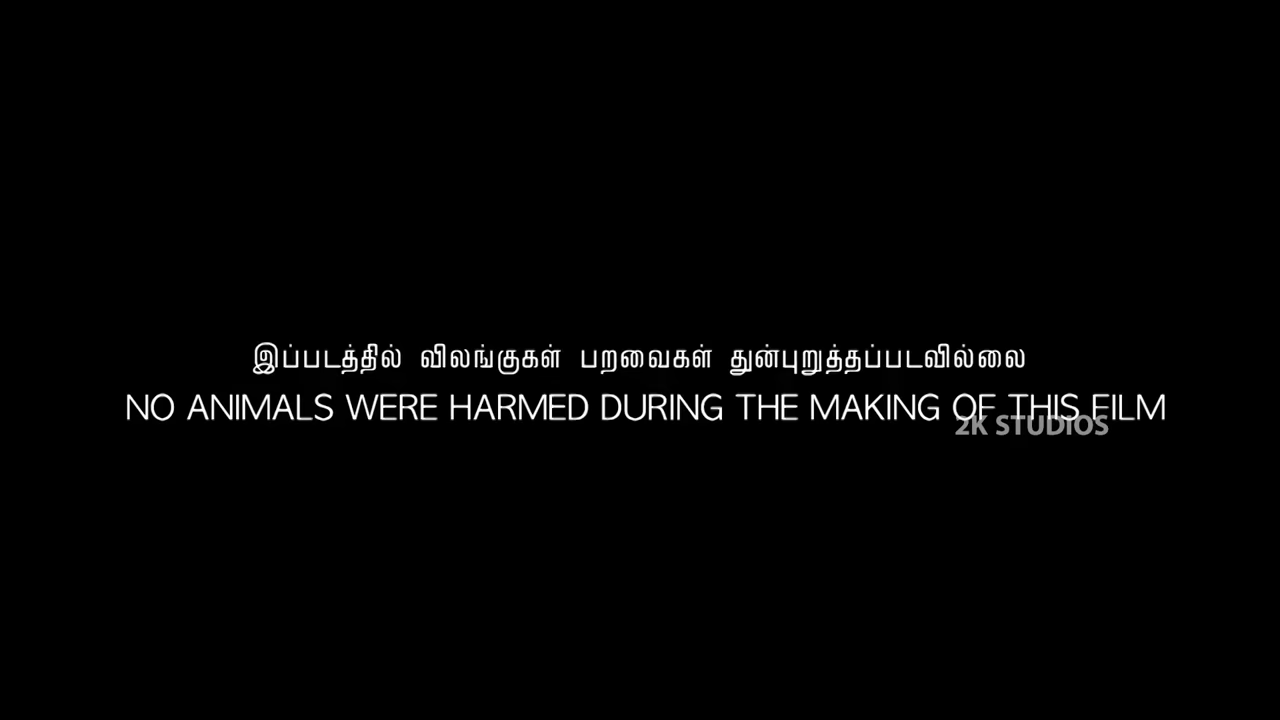 இப்படத்தில் விலங்குகள் பறவைகள் துன்புறுத்தப்படவில்லை
NO ANIMALS WERE HARMED DURING THE MAKING OF THIS FILM
2K STUDIOS